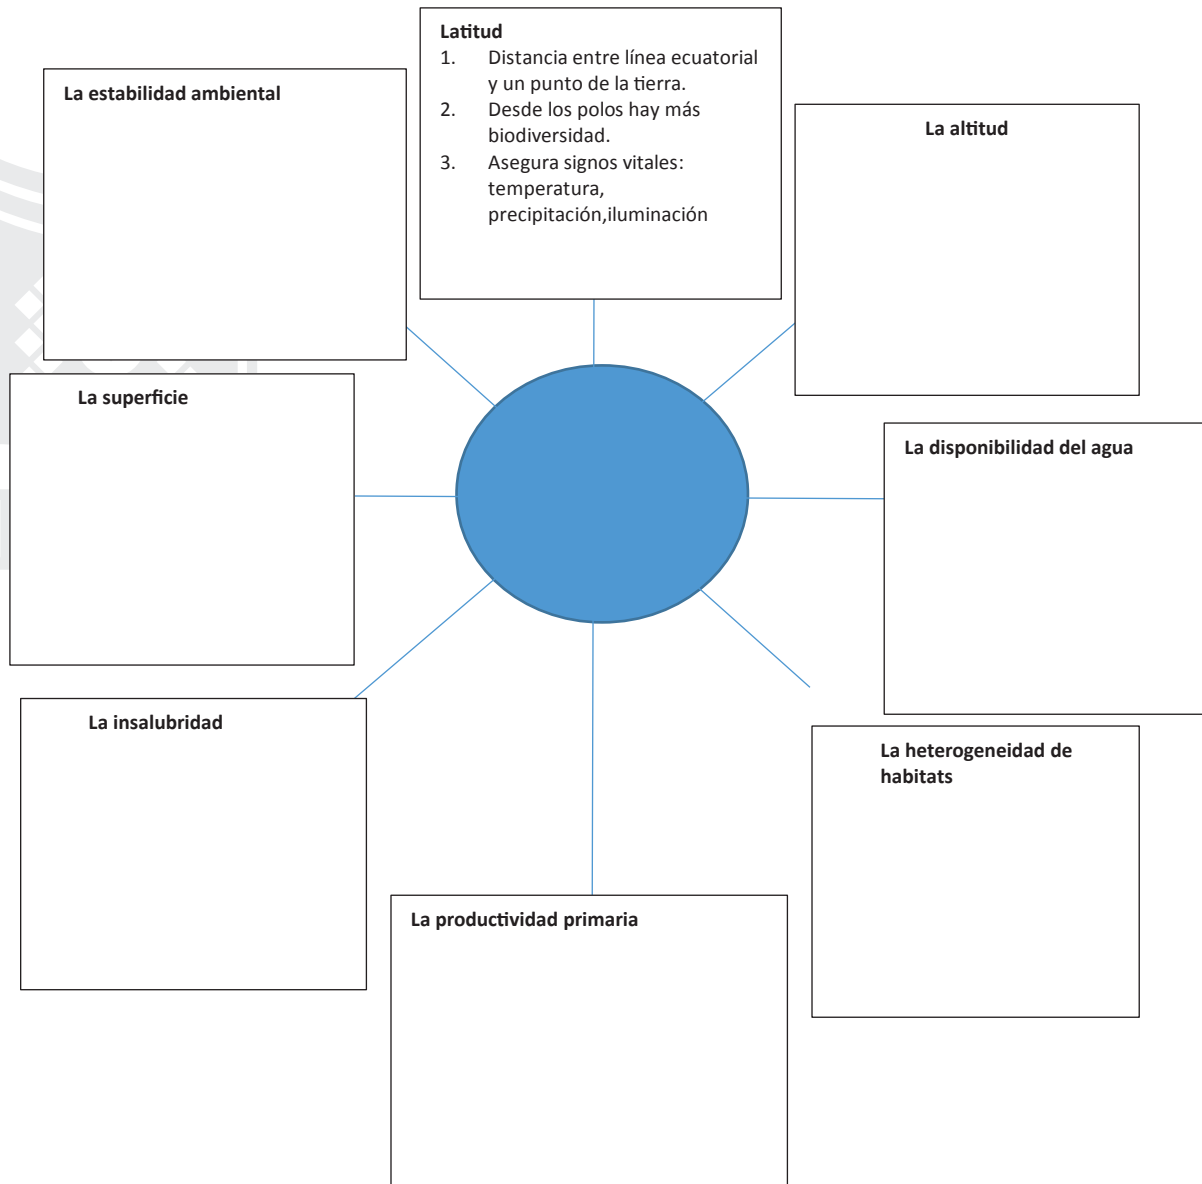 Latitud
1. Distancia entre línea ecuatorial
y un punto de la tierra.
2. Desde los polos hay más
biodiversidad.
3. Asegura signos vitales:
temperatura,
precipitación,iluminación
La estabilidad ambiental
La altitud
La superficie
La disponibilidad del agua
La insalubridad
La heterogeneidad de
habitats
La productividad primaria